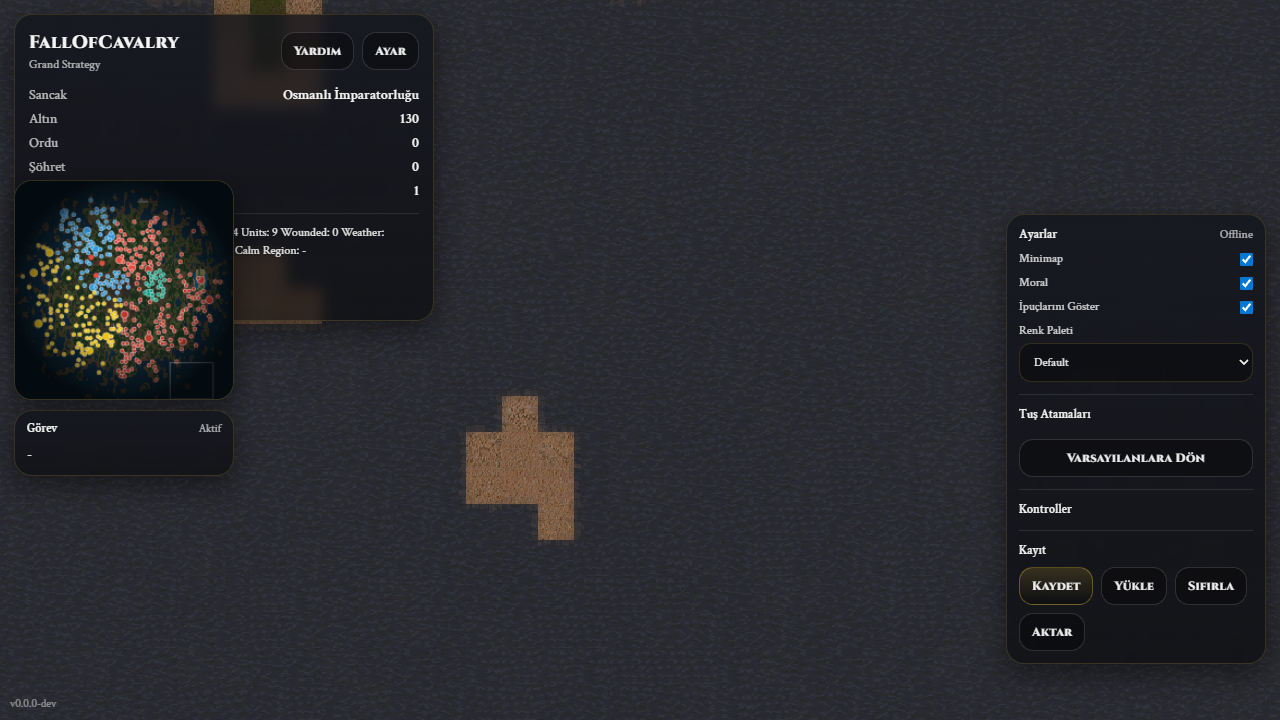 FallOfCavalry
Grand Strategy
Yardım
Ayar
Sancak Osmanlı İmparatorluğu
Altın 130
Ordu 0
Şöhret 0
1
4 Units: 9 Wounded: 0 Weather:
Calm Region: -
Görev Aktif
-
Ayarlar Offline
Minimap
Moral
İpuçlarını Göster
Renk Paleti
Default
Tuş Atamaları
Varsayılanlara Dön
Kontroller
Kayıt
Kaydet Yükle Sıfırla
Aktar
v0.0.0-dev